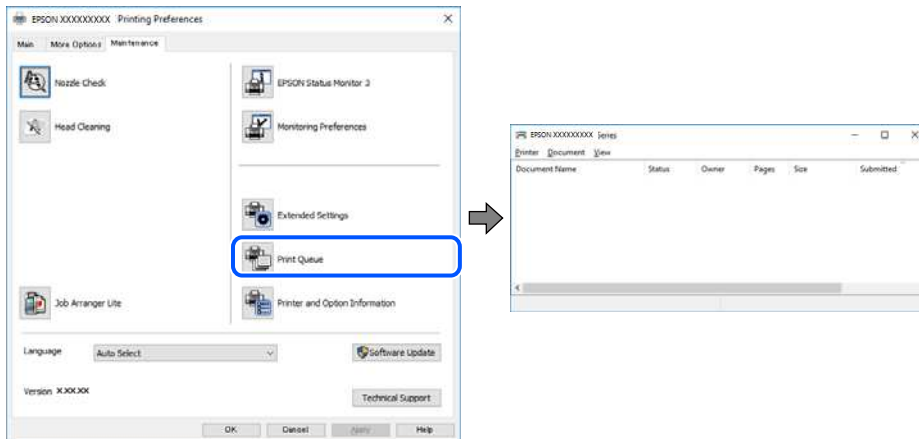 EPSON XXXXXXXXX Printing Preferences
Main More Options Maintenance
Nozzle Check
EPSON Status Monitor 3
Head Cleaning
Monitoring Preferences
Extended Settings
Print Queue
Job Arranger Lite
Printer and Option Information
Language Auto Select Software Update
Version X.XX.XX
Technical Support
OK Cancel Apply Help
EPSON XXXXXXXXX Series
Printer Document View
Document Name Status Owner Pages Size Submitted